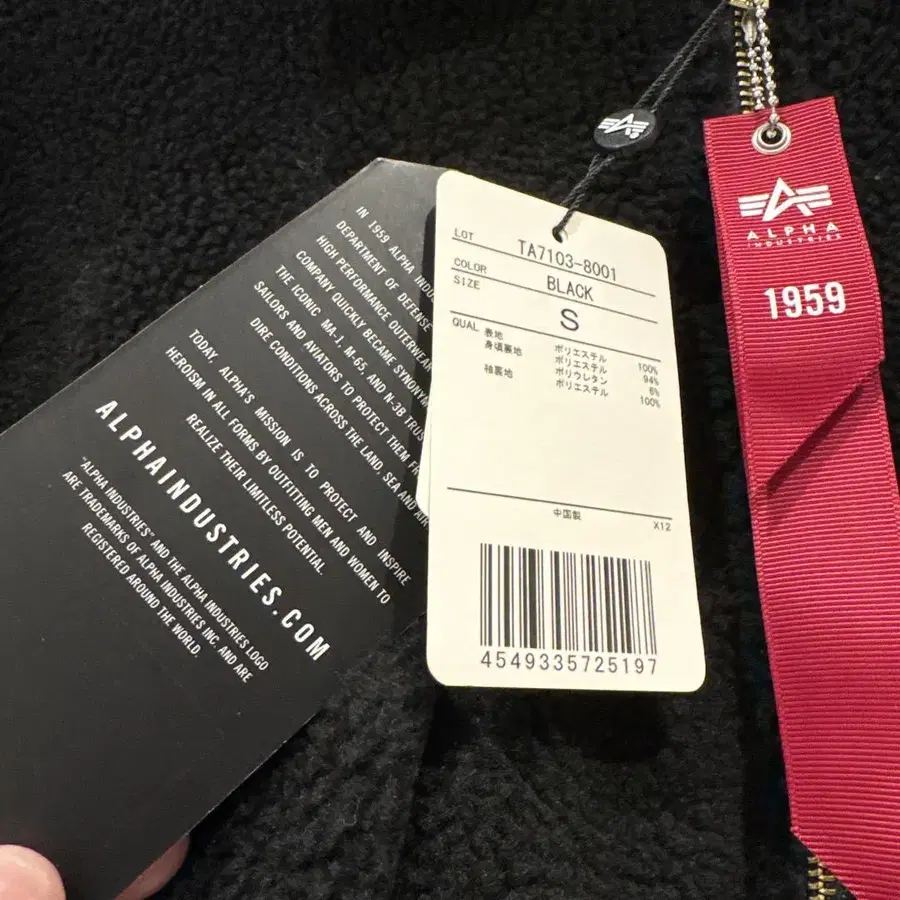 IN 1959 ALPHA INDU
DEPARTMENT OF DEFENSE
HIGH PERFORMANCE OUTERWEAR
COMPANY QUICKLY BECAME SYNONYM
THE ICONIC MA-1, M-65, AND N-3B TRUS
SAILORS AND AVIATORS TO PROTECT THEM FR
DIRE CONDITIONS ACROSS THE LAND, SEA AND AIR
TODAY, ALPHA'S MISSION IS TO PROTECT AND INSPIRE
HEROISM IN ALL FORMS BY OUTFITTING MEN AND WOMEN TO
REALIZE THEIR LIMITLESS POTENTIAL.
ALPHAINDUSTRIES.COM
"ALPHA INDUSTRIES" AND THE ALPHA INDUSTRIES LOGO
ARE TRADEMARKS OF ALPHA INDUSTRIES INC. AND ARE
REGISTERED AROUND THE WORLD.
LOT TA7103-8001
COLOR BLACK
SIZE S
QUAL 表地 ポリエステル 100%
身頃裏地 ポリエステル 94%
ポリウレタン 6%
袖裏地 ポリエステル 100%
中国製 X12
4549335725197
ALPHA
INDUSTRIES
1959